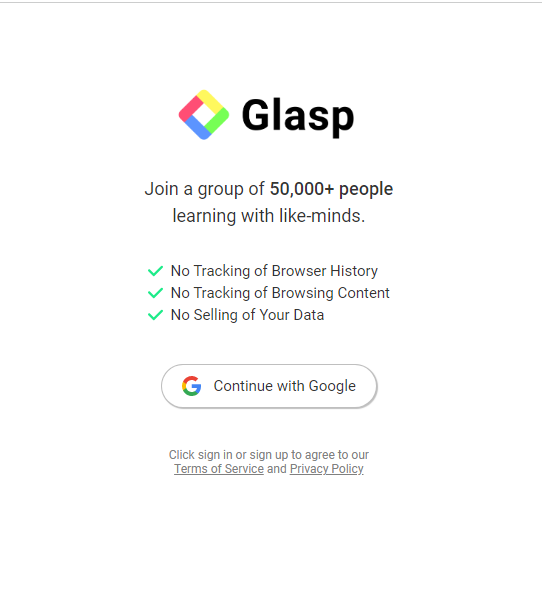 Glasp
Join a group of 50,000+ people
learning with like-minds.
No Tracking of Browser History
No Tracking of Browsing Content
No Selling of Your Data
Continue with Google
Click sign in or sign up to agree to our
Terms of Service and Privacy Policy